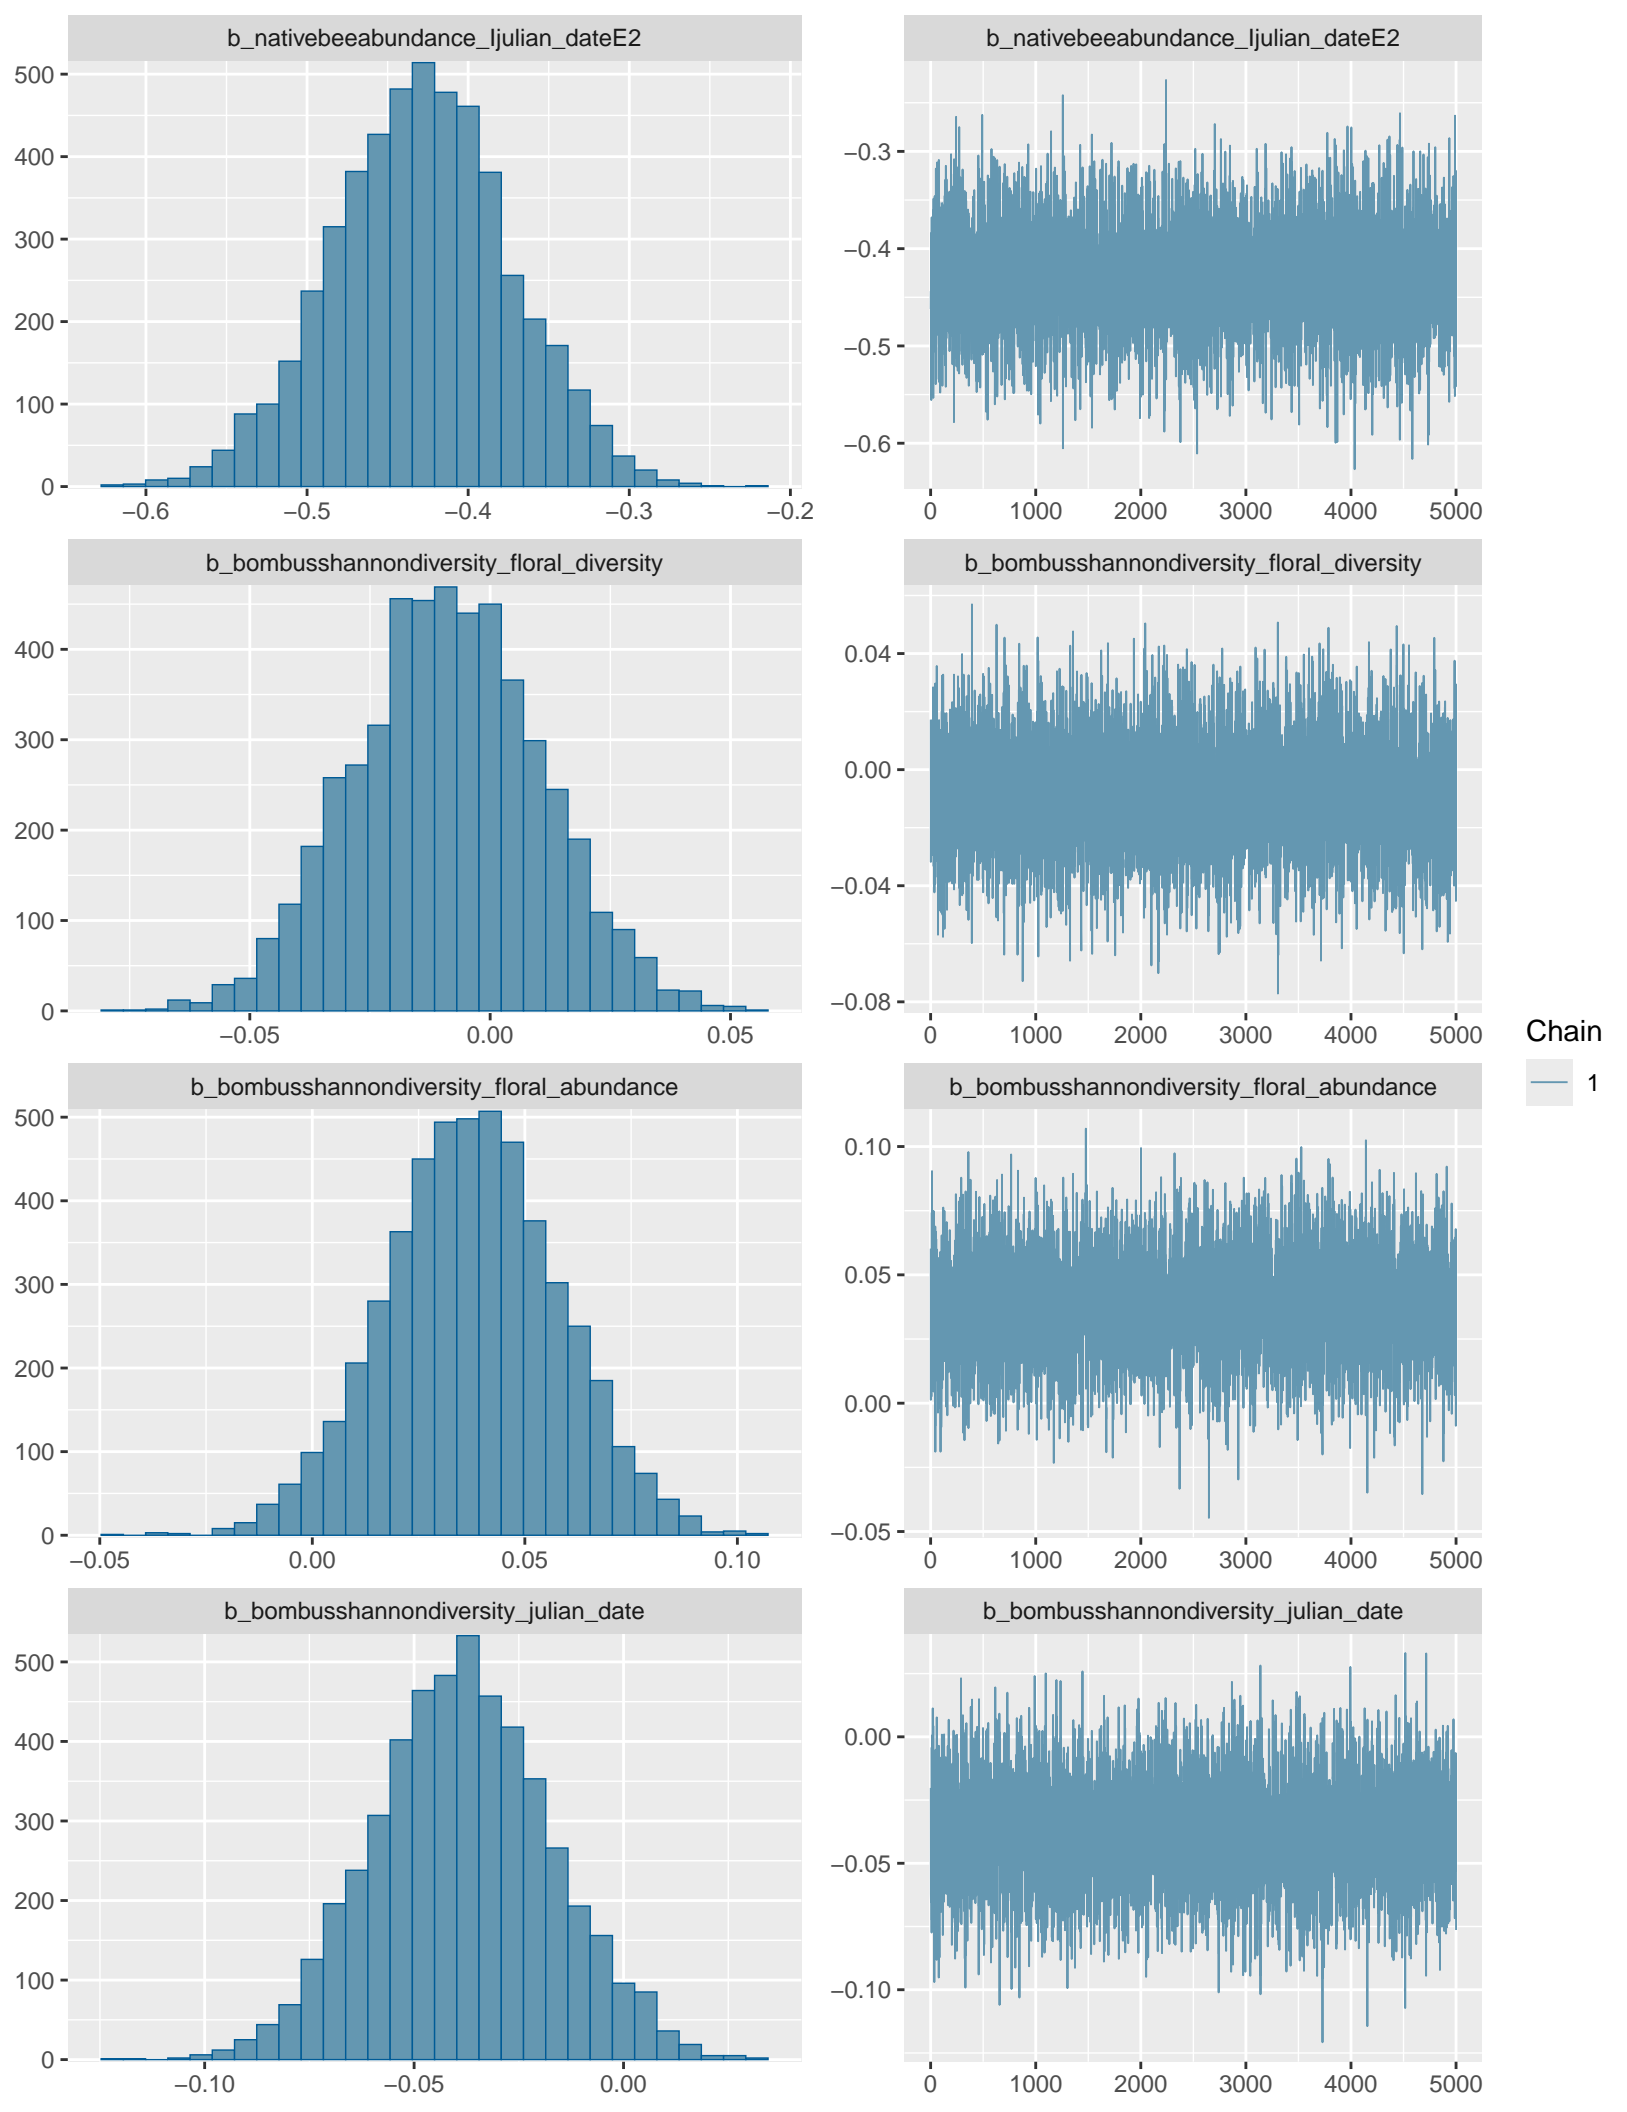 b_nativebeeabundance_Ijulian_dateE2
b_nativebeeabundance_Ijulian_dateE2
500
400
300
200
100
0
−0.6 −0.5 −0.4 −0.3 −0.2
−0.3
−0.4
−0.5
−0.6
0 1000 2000 3000 4000 5000
b_bombusshannondiversity_floral_diversity
b_bombusshannondiversity_floral_diversity
400
300
200
100
0
−0.05 0.00 0.05
0.04
0.00
−0.04
−0.08
0 1000 2000 3000 4000 5000
Chain
1
b_bombusshannondiversity_floral_abundance
b_bombusshannondiversity_floral_abundance
500
400
300
200
100
0
−0.05 0.00 0.05 0.10
0.10
0.05
0.00
−0.05
0 1000 2000 3000 4000 5000
b_bombusshannondiversity_julian_date
b_bombusshannondiversity_julian_date
500
400
300
200
100
0
−0.10 −0.05 0.00
0.00
−0.05
−0.10
0 1000 2000 3000 4000 5000